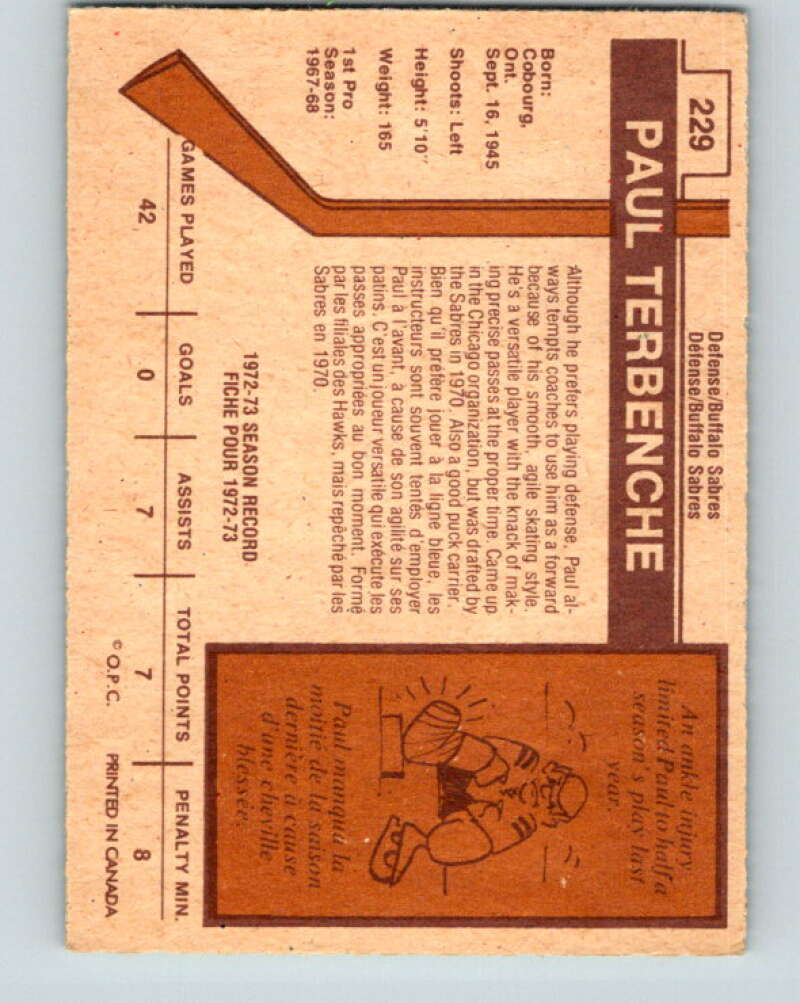 229
Defense/Buffalo Sabres
Défense/Buffalo Sabres
PAUL TERBENCHE
Born:
Cobourg,
Ont.
Sept. 16, 1945
Shoots: Left
Height: 5'10"
Weight: 165
1st Pro
Season:
1967-68
Although he prefers playing defense, Paul al-
ways tempts coaches to use him as a forward
because of his smooth, agile skating style.
He's a versatile player with the knack of mak-
ing precise passes at the proper time. Came up
in the Chicago organization, but was drafted by
the Sabres in 1970. Also a good puck carrier.
Bien qu'il préfère jouer à la ligne bleue, les
instructeurs sont souvent tentés d'employer
Paul à l'avant, à cause de son agilité sur ses
patins. C'est un joueur versatile qui exécute les
passes appropriées au bon moment. Formé
par les filiales des Hawks, mais repêché par les
Sabres en 1970.
An ankle injury
limited Paul to half a
season's play last
year.
Paul manqua la
moitié de la saison
dernière à cause
d'une cheville
blessée.
1972-73 SEASON RECORD
FICHE POUR 1972-73
GAMES PLAYED GOALS ASSISTS TOTAL POINTS PENALTY MIN.
42 0 7 7 8
© O.P.C. PRINTED IN CANADA